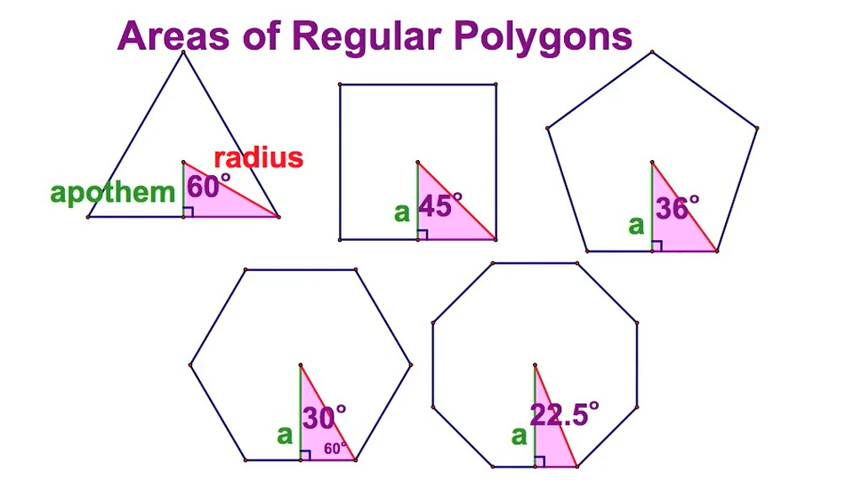 Areas of Regular Polygons
radius
apothem
60°
a
45°
a
36°
a
30°
60°
a
22.5°